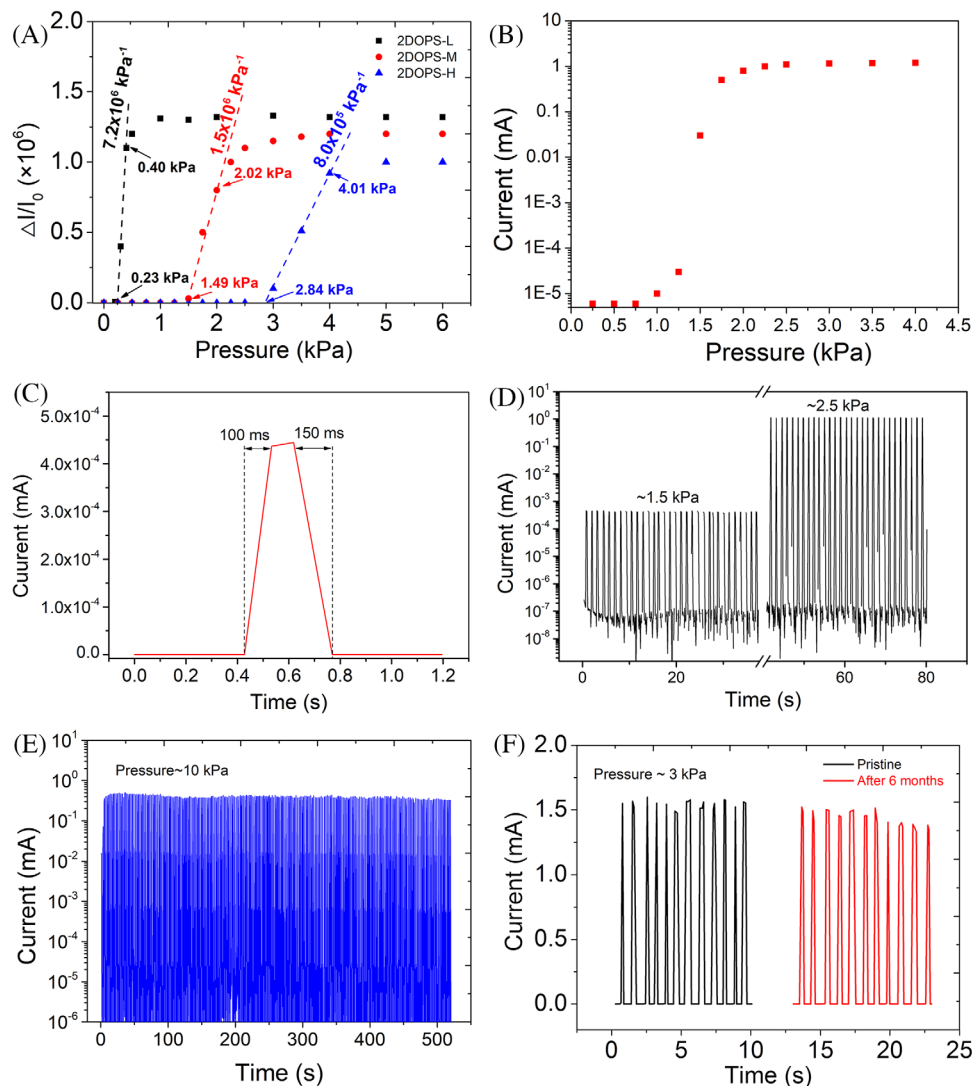 (A)
2.0
1.5
1.0
0.5
0.0
ΔI/I0 (×10^6)
0 1 2 3 4 5 6
Pressure (kPa)
2DOPS-L
2DOPS-M
2DOPS-H
7.2x10^6 kPa^-1
1.5x10^6 kPa^-1
8.0x10^5 kPa^-1
0.40 kPa
2.02 kPa
4.01 kPa
0.23 kPa
1.49 kPa
2.84 kPa
(B)
10
1
0.1
0.01
1E-3
1E-4
1E-5
Current (mA)
0.0 0.5 1.0 1.5 2.0 2.5 3.0 3.5 4.0 4.5
Pressure (kPa)
(C)
5.0x10^-4
4.0x10^-4
3.0x10^-4
2.0x10^-4
1.0x10^-4
0.0
Cuurent (mA)
100 ms
150 ms
0.0 0.2 0.4 0.6 0.8 1.0 1.2
Time (s)
(D)
10^1
10^0
10^-1
10^-2
10^-3
10^-4
10^-5
10^-6
10^-7
10^-8
Current (mA)
~2.5 kPa
~1.5 kPa
0 20 60 80
Time (s)
(E)
10^1
10^0
10^-1
10^-2
10^-3
10^-4
10^-5
10^-6
Current (mA)
Pressure~10 kPa
0 100 200 300 400 500
Time (s)
(F)
2.0
1.5
1.0
0.5
0.0
Current (mA)
Pressure ~ 3 kPa
Pristine
After 6 months
0 5 10 15 20 25
Time (s)